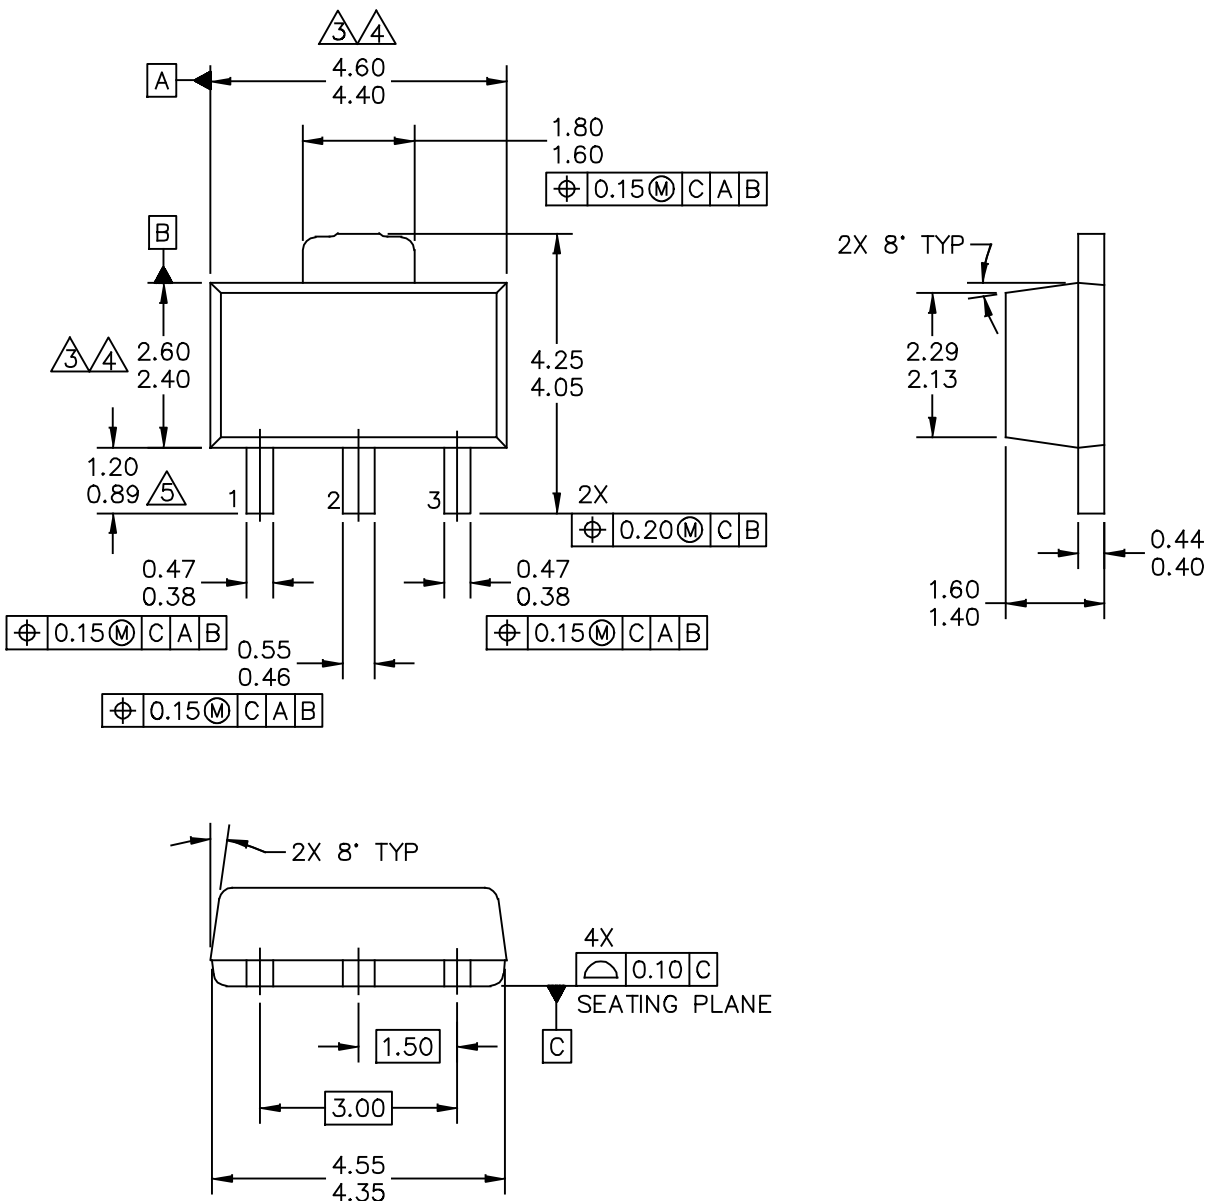 3 4
A
4.60
4.40
1.80
1.60
⌖ 0.15 Ⓜ C A B
B
2X 8° TYP
3 4
2.60
2.40
4.25
4.05
2.29
2.13
1.20
0.89 5
1
2
3
2X
⌖ 0.20 Ⓜ C B
0.47
0.38
0.47
0.38
0.44
0.40
1.60
1.40
⌖ 0.15 Ⓜ C A B
⌖ 0.15 Ⓜ C A B
0.55
0.46
⌖ 0.15 Ⓜ C A B
2X 8° TYP
4X
⌓ 0.10 C
SEATING PLANE
C
1.50
3.00
4.55
4.35